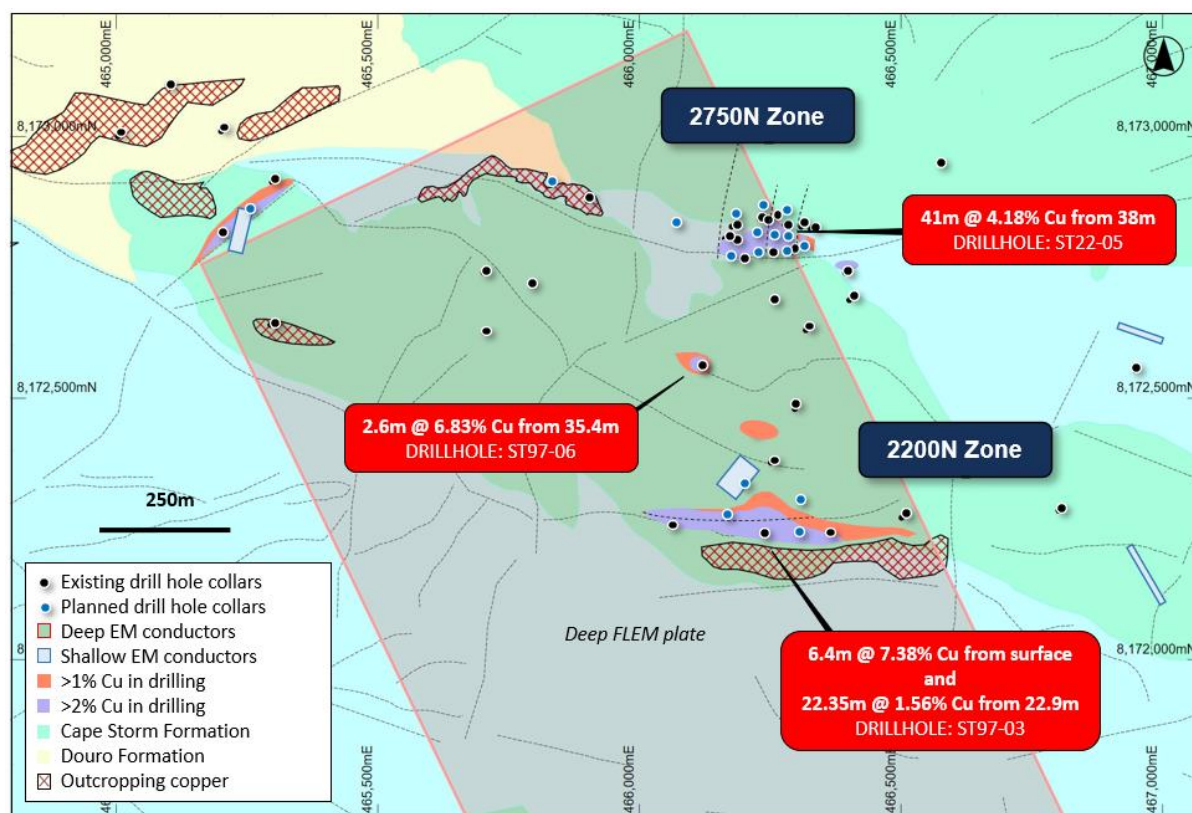 465,000mE
465,500mE
466,000mE
466,500mE
467,000mE
8,173,000mN
8,173,000mN
2750N Zone
41m @ 4.18% Cu from 38m
DRILLHOLE: ST22-05
8,172,500mN
8,172,500mN
2.6m @ 6.83% Cu from 35.4m
DRILLHOLE: ST97-06
2200N Zone
250m
Existing drill hole collars
Planned drill hole collars
Deep EM conductors
Shallow EM conductors
>1% Cu in drilling
>2% Cu in drilling
Cape Storm Formation
Douro Formation
Outcropping copper
Deep FLEM plate
6.4m @ 7.38% Cu from surface
and
22.35m @ 1.56% Cu from 22.9m
DRILLHOLE: ST97-03
8,172,000mN
465,500mE
466,000mE
466,500mE
467,000mE